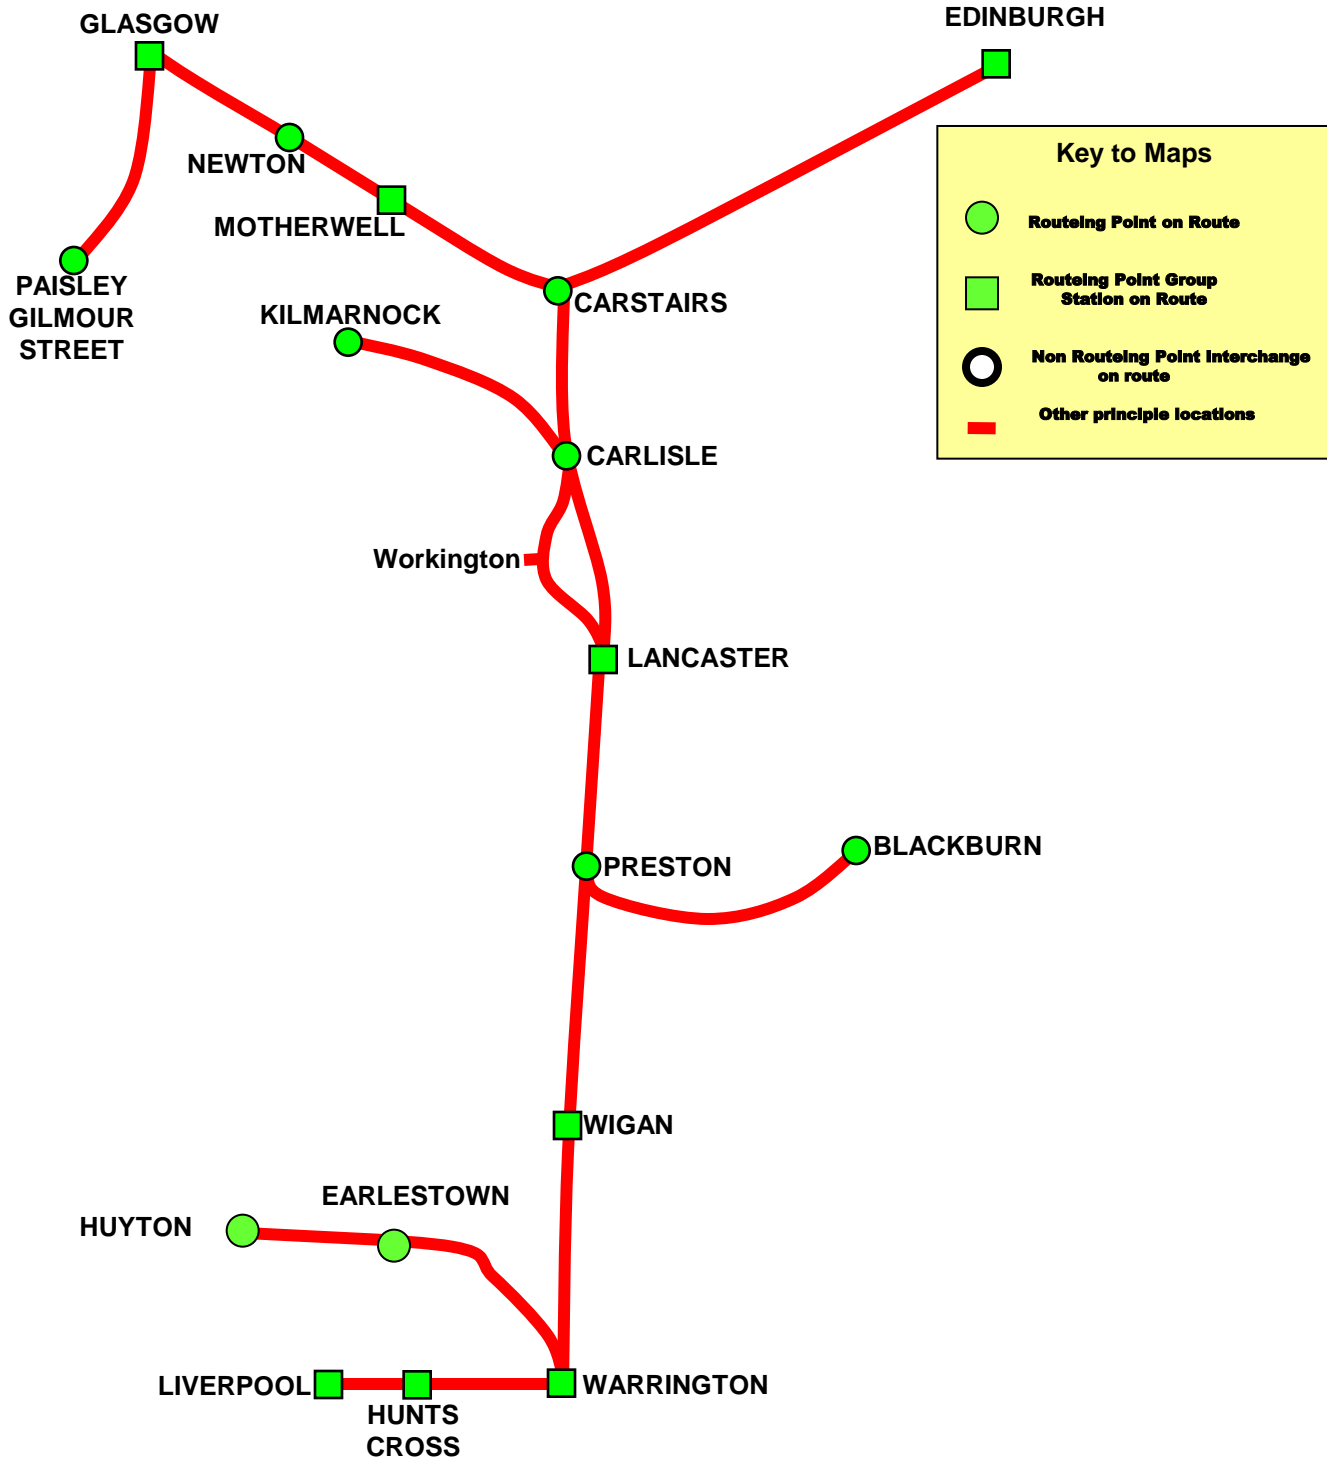 GLASGOW
EDINBURGH
NEWTON
MOTHERWELL
PAISLEY
GILMOUR
STREET
KILMARNOCK
CARSTAIRS
Key to Maps
Routeing Point on Route
Routeing Point Group
Station on Route
Non Routeing Point Interchange
on route
Other principle locations
CARLISLE
Workington
LANCASTER
PRESTON
BLACKBURN
WIGAN
EARLESTOWN
HUYTON
LIVERPOOL
HUNTS
CROSS
WARRINGTON